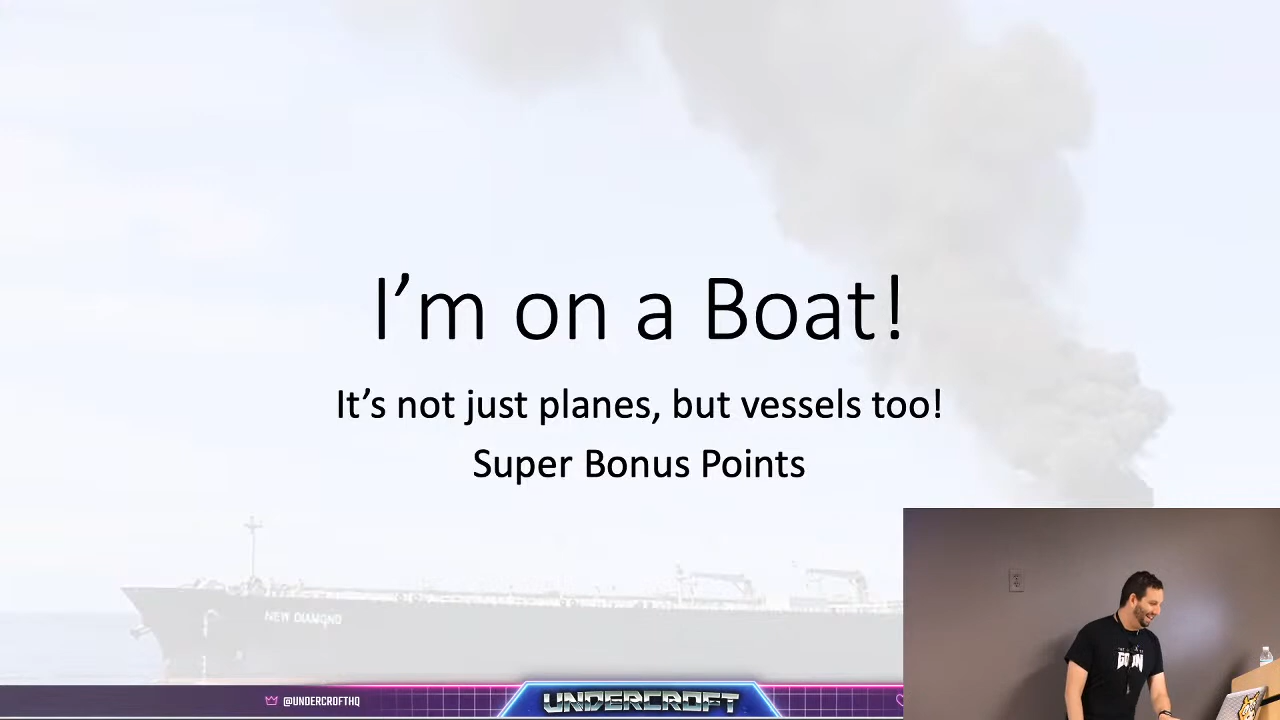 I'm on a Boat!
It's not just planes, but vessels too!
Super Bonus Points
NEW DIAMOND
@UNDERCROFTHQ
UNDERCROFT